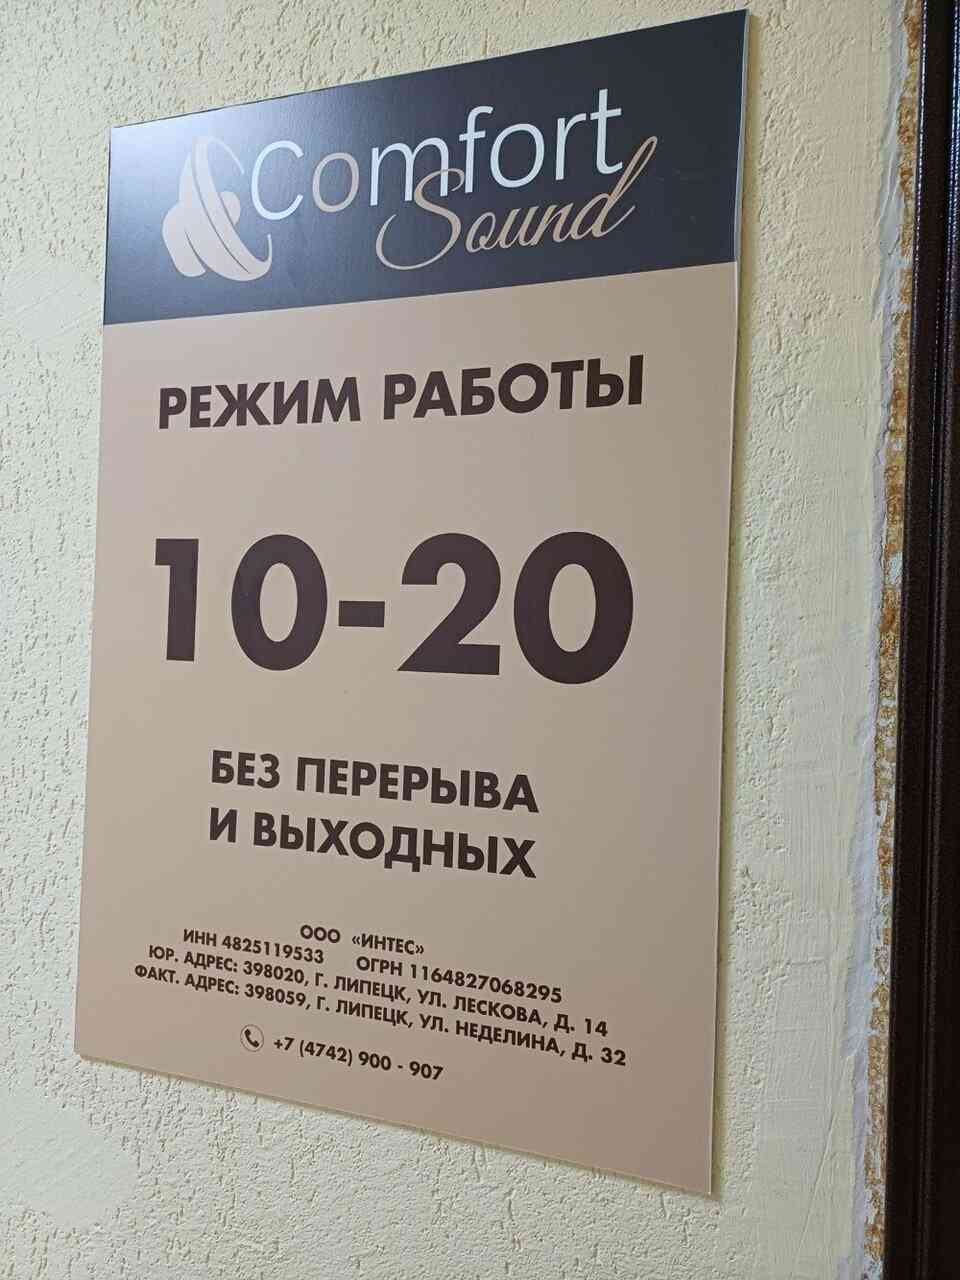 Comfort
Sound
РЕЖИМ РАБОТЫ
10-20
БЕЗ ПЕРЕРЫВА
И ВЫХОДНЫХ
ООО «ИНТЕС»
ИНН 4825119533 ОГРН 1164827068295
ЮР. АДРЕС: 398020, Г. ЛИПЕЦК, УЛ. ЛЕСКОВА, Д. 14
ФАКТ. АДРЕС: 398059, Г. ЛИПЕЦК, УЛ. НЕДЕЛИНА, Д. 32
+7 (4742) 900 - 907